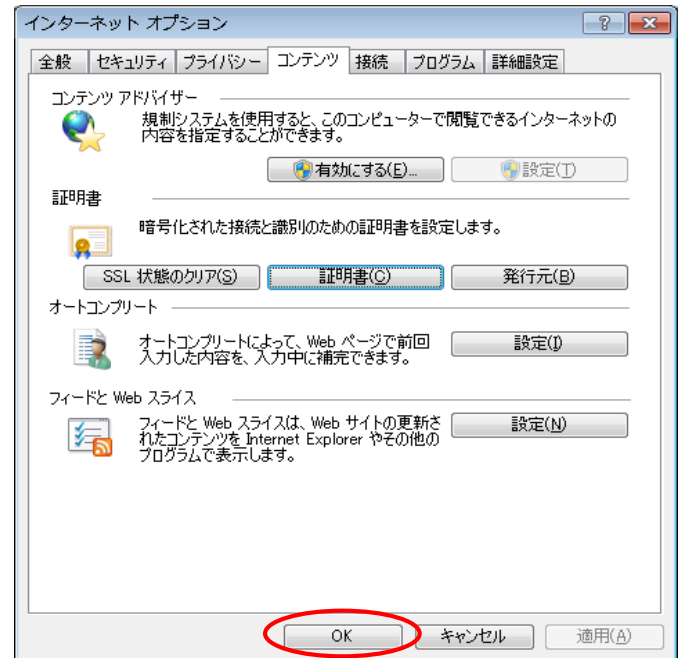 インターネット オプション
全般 セキュリティ プライバシー コンテンツ 接続 プログラム 詳細設定
コンテンツ アドバイザー
規制システムを使用すると、このコンピューターで閲覧できるインターネットの
内容を指定することができます。
有効にする(E)... 設定(T)
証明書
暗号化された接続と識別のための証明書を設定します。
SSL 状態のクリア(S) 証明書(C) 発行元(B)
オートコンプリート
オートコンプリートによって、Web ページで前回
入力した内容を、入力中に補完できます。
設定(I)
フィードと Web スライス
フィードと Web スライスは、Web サイトの更新さ
れたコンテンツを Internet Explorer やその他の
プログラムで表示します。
設定(N)
OK キャンセル 適用(A)